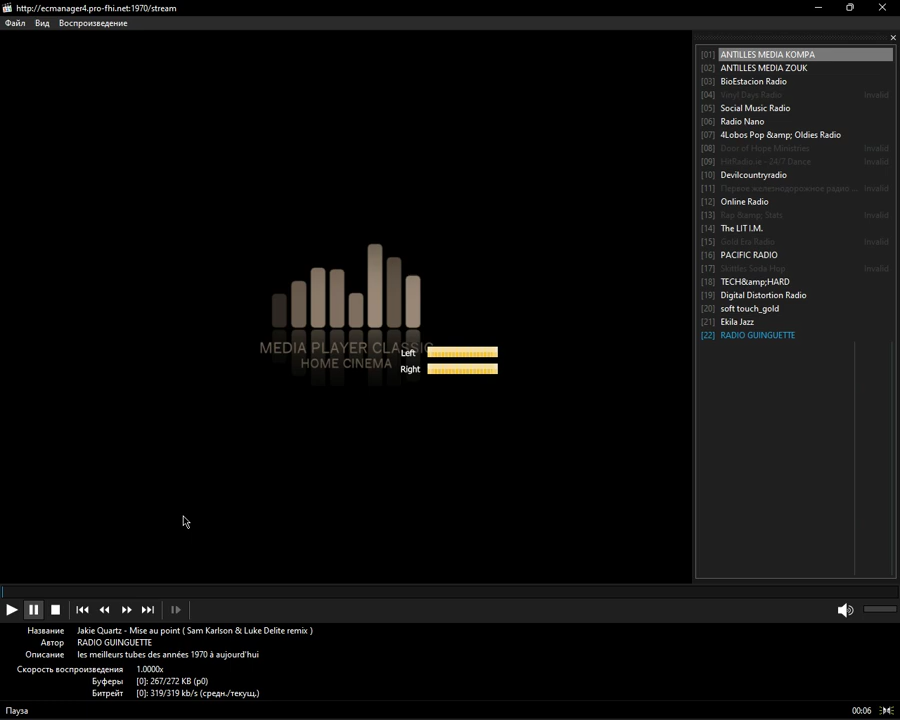 http://ecmanager4.pro-fhi.net:1970/stream
Файл Вид Воспроизведение
[01] ANTILLES MEDIA KOMPA
[02] ANTILLES MEDIA ZOUK
[03] BioEstacion Radio
[04] Vinyl Days Radio Invalid
[05] Social Music Radio
[06] Radio Nano
[07] 4Lobos Pop &amp; Oldies Radio
[08] Door of Hope Ministries Invalid
[09] HitRadio.ie ~24/7 Dance Invalid
[10] Devilcountryradio
[11] Первое железнодорожное радио ... Invalid
[12] Online Radio
[13] Rap &amp; Stats Invalid
[14] The LIT I.M.
[15] Gold Era Radio Invalid
[16] PACIFIC RADIO
[17] Skittles Soda Hop Invalid
[18] TECH&amp;HARD
[19] Digital Distortion Radio
[20] soft touch_gold
[21] Ekila Jazz
[22] RADIO GUINGUETTE
MEDIA PLAYER CLASSIC
HOME CINEMA
Left
Right
Название Jakie Quartz - Mise au point ( Sam Karlson & Luke Delite remix )
Автор RADIO GUINGUETTE
Описание les meilleurs tubes des années 1970 à aujourd'hui
Скорость воспроизведения 1.0000x
Буферы [0]: 267/272 KB (p0)
Битрейт [0]: 319/319 kb/s (средн./текущ.)
Пауза 00:06